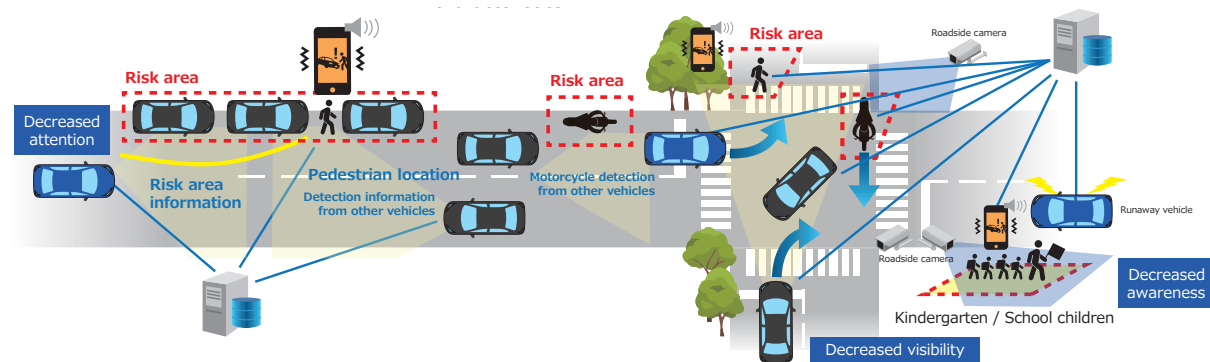 Risk area
Decreased
attention
Risk area
information
Pedestrian location
Detection information
from other vehicles
Risk area
Motorcycle detection
from other vehicles
Risk area
Roadside camera
Runaway vehicle
Roadside camera
Decreased
awareness
Kindergarten / School children
Decreased visibility